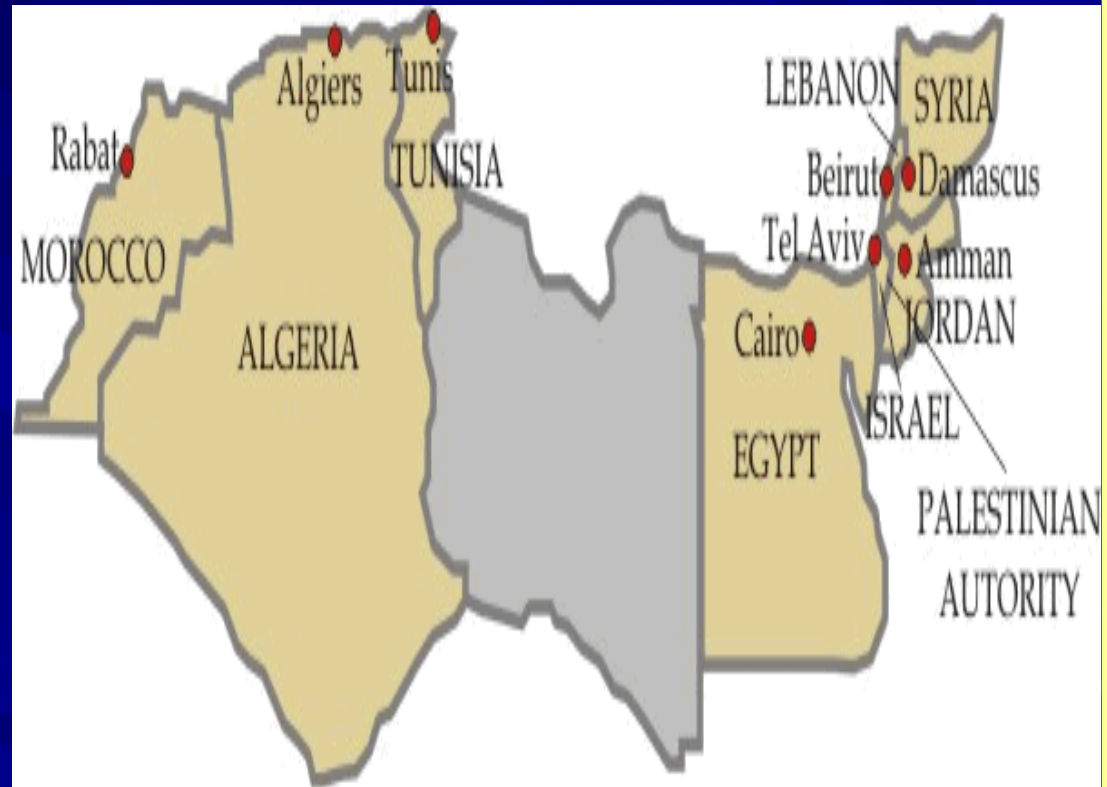 Algiers
Tunis
Rabat
TUNISIA
MOROCCO
ALGERIA
LEBANON
SYRIA
Beirut
Damascus
Tel Aviv
Amman
JORDAN
Cairo
ISRAEL
EGYPT
PALESTINIAN
AUTORITY